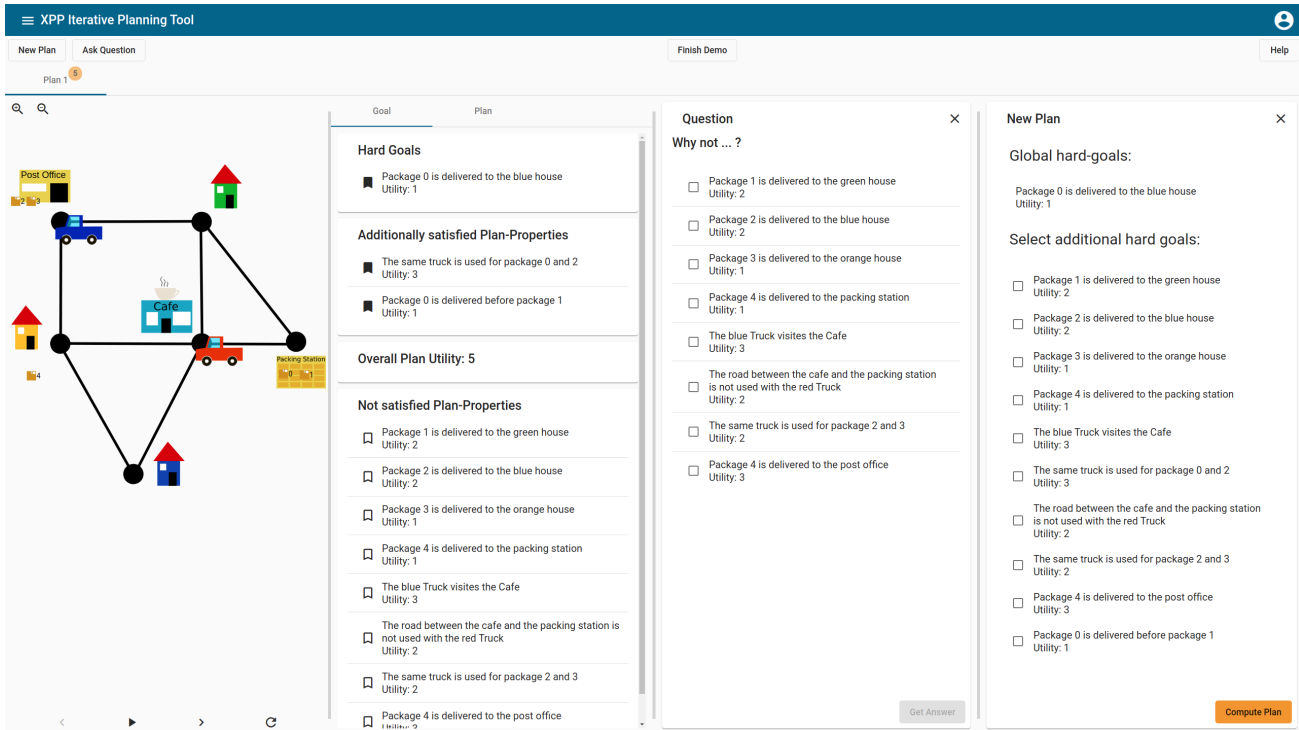 XPP Iterative Planning Tool
New Plan
Ask Question
Finish Demo
Help
Plan 1
5
Post Office
2
3
Cafe
4
Packing Station
0
1
Goal
Plan
Hard Goals
Package 0 is delivered to the blue house
Utility: 1
Additionally satisfied Plan-Properties
The same truck is used for package 0 and 2
Utility: 3
Package 0 is delivered before package 1
Utility: 1
Overall Plan Utility: 5
Not satisfied Plan-Properties
Package 1 is delivered to the green house
Utility: 2
Package 2 is delivered to the blue house
Utility: 2
Package 3 is delivered to the orange house
Utility: 1
Package 4 is delivered to the packing station
Utility: 1
The blue Truck visites the Cafe
Utility: 3
The road between the cafe and the packing station is
not used with the red Truck
Utility: 2
The same truck is used for package 2 and 3
Utility: 2
Package 4 is delivered to the post office
Utility: 3
Question
Why not ... ?
Package 1 is delivered to the green house
Utility: 2
Package 2 is delivered to the blue house
Utility: 2
Package 3 is delivered to the orange house
Utility: 1
Package 4 is delivered to the packing station
Utility: 1
The blue Truck visites the Cafe
Utility: 3
The road between the cafe and the packing station
is not used with the red Truck
Utility: 2
The same truck is used for package 2 and 3
Utility: 2
Package 4 is delivered to the post office
Utility: 3
Get Answer
New Plan
Global hard-goals:
Package 0 is delivered to the blue house
Utility: 1
Select additional hard goals:
Package 1 is delivered to the green house
Utility: 2
Package 2 is delivered to the blue house
Utility: 2
Package 3 is delivered to the orange house
Utility: 1
Package 4 is delivered to the packing station
Utility: 1
The blue Truck visites the Cafe
Utility: 3
The same truck is used for package 0 and 2
Utility: 3
The road between the cafe and the packing station
is not used with the red Truck
Utility: 2
The same truck is used for package 2 and 3
Utility: 2
Package 4 is delivered to the post office
Utility: 3
Package 0 is delivered before package 1
Utility: 1
Compute Plan